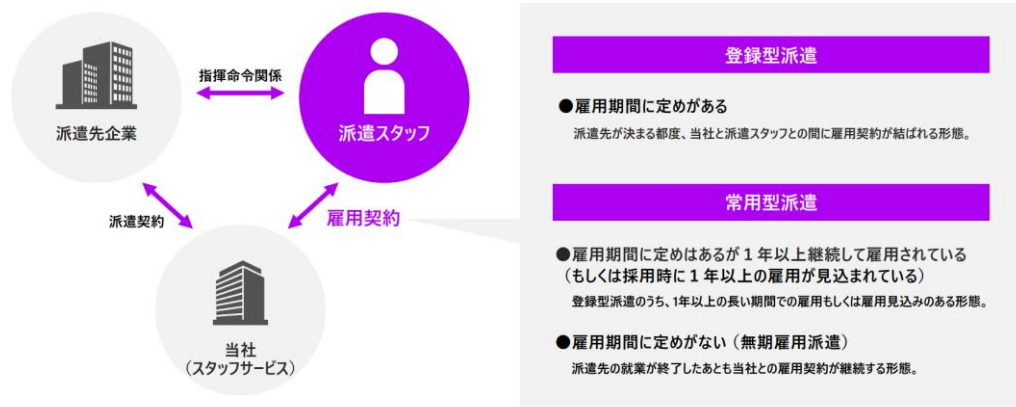 派遣先企業
指揮命令関係
派遣スタッフ
派遣契約
雇用契約
当社
（スタッフサービス）
登録型派遣
●雇用期間に定めがある
派遣先が決まる都度、当社と派遣スタッフとの間に雇用契約が結ばれる形態。
常用型派遣
●雇用期間に定めはあるが１年以上継続して雇用されている
（もしくは採用時に１年以上の雇用が見込まれている）
登録型派遣のうち、1年以上の長い期間での雇用もしくは雇用見込みのある形態。
●雇用期間に定めがない（無期雇用派遣）
派遣先の就業が終了したあとも当社との雇用契約が継続する形態。